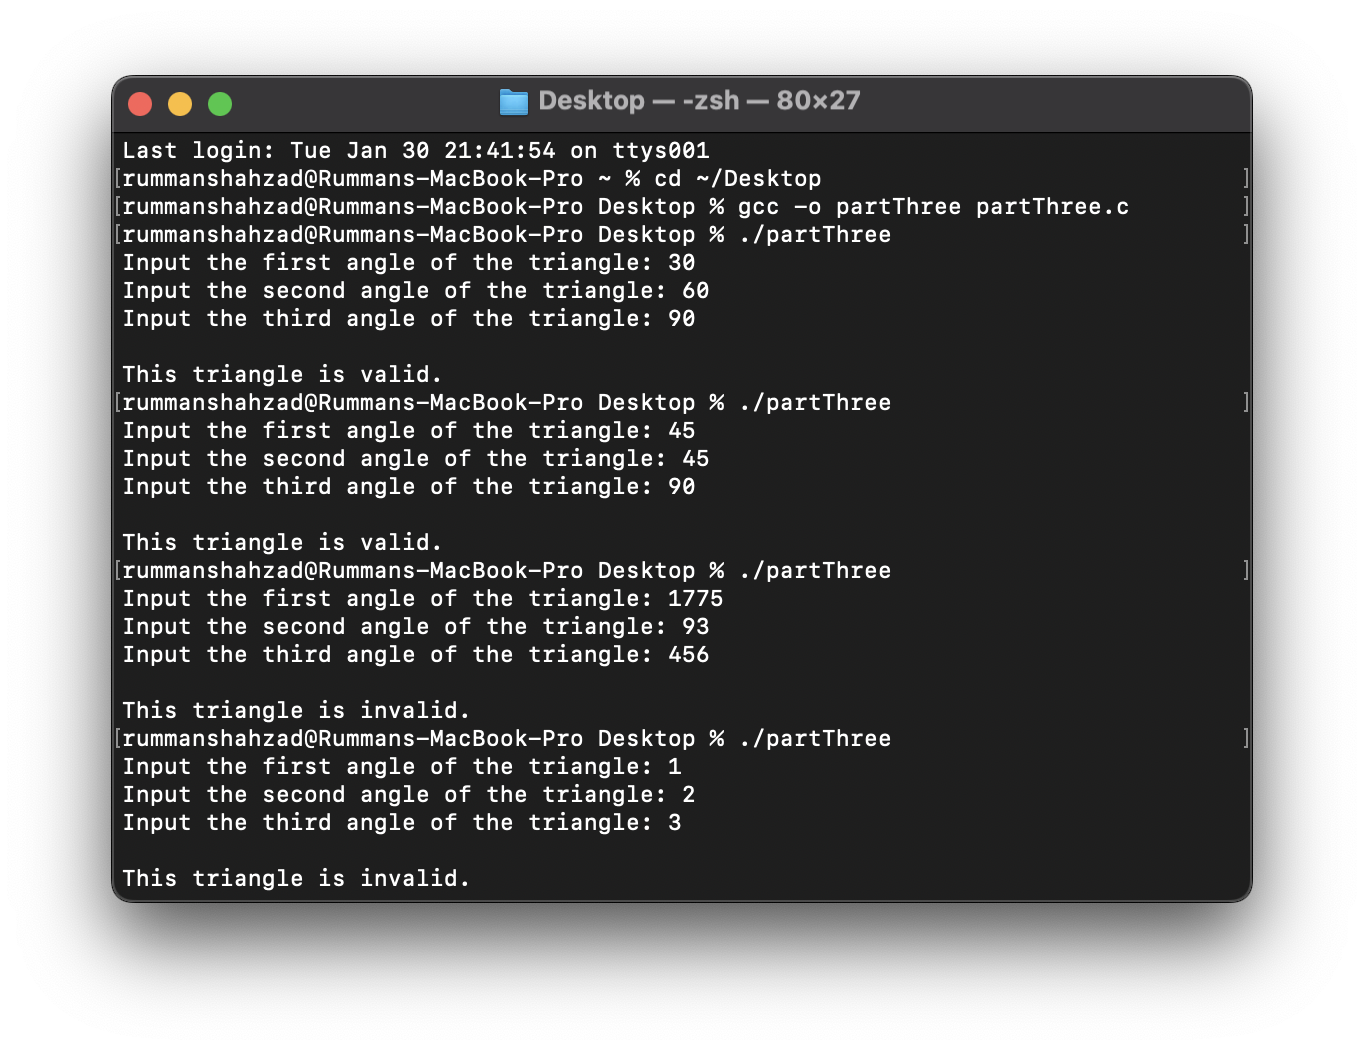 Desktop — -zsh — 80×27
Last login: Tue Jan 30 21:41:54 on ttys001
[rummanshahzad@Rummans-MacBook-Pro ~ % cd ~/Desktop ]
[rummanshahzad@Rummans-MacBook-Pro Desktop % gcc -o partThree partThree.c ]
[rummanshahzad@Rummans-MacBook-Pro Desktop % ./partThree ]
Input the first angle of the triangle: 30
Input the second angle of the triangle: 60
Input the third angle of the triangle: 90
This triangle is valid.
[rummanshahzad@Rummans-MacBook-Pro Desktop % ./partThree ]
Input the first angle of the triangle: 45
Input the second angle of the triangle: 45
Input the third angle of the triangle: 90
This triangle is valid.
[rummanshahzad@Rummans-MacBook-Pro Desktop % ./partThree ]
Input the first angle of the triangle: 1775
Input the second angle of the triangle: 93
Input the third angle of the triangle: 456
This triangle is invalid.
[rummanshahzad@Rummans-MacBook-Pro Desktop % ./partThree ]
Input the first angle of the triangle: 1
Input the second angle of the triangle: 2
Input the third angle of the triangle: 3
This triangle is invalid.